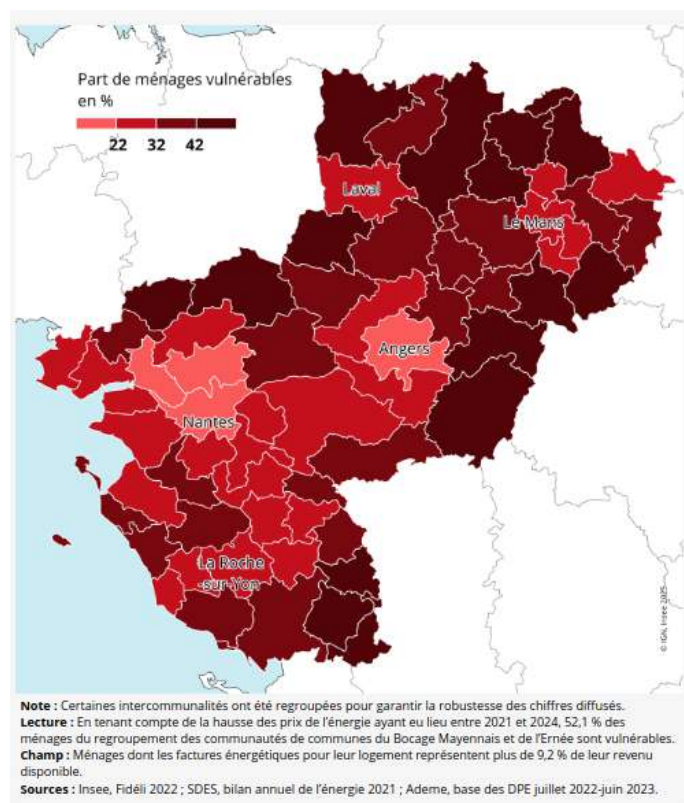 Part de ménages vulnérables
en %
22 32 42
Laval
Le Mans
Angers
Nantes
La Roche
-sur-Yon
© IGN, Insee 2025
Note : Certaines intercommunalités ont été regroupées pour garantir la robustesse des chiffres diffusés.
Lecture : En tenant compte de la hausse des prix de l'énergie ayant eu lieu entre 2021 et 2024, 52,1 % des
ménages du regroupement des communautés de communes du Bocage Mayennais et de l'Ernée sont vulnérables.
Champ : Ménages dont les factures énergétiques pour leur logement représentent plus de 9,2 % de leur revenu
disponible.
Sources : Insee, Fidéli 2022 ; SDES, bilan annuel de l'énergie 2021 ; Ademe, base des DPE juillet 2022-juin 2023.